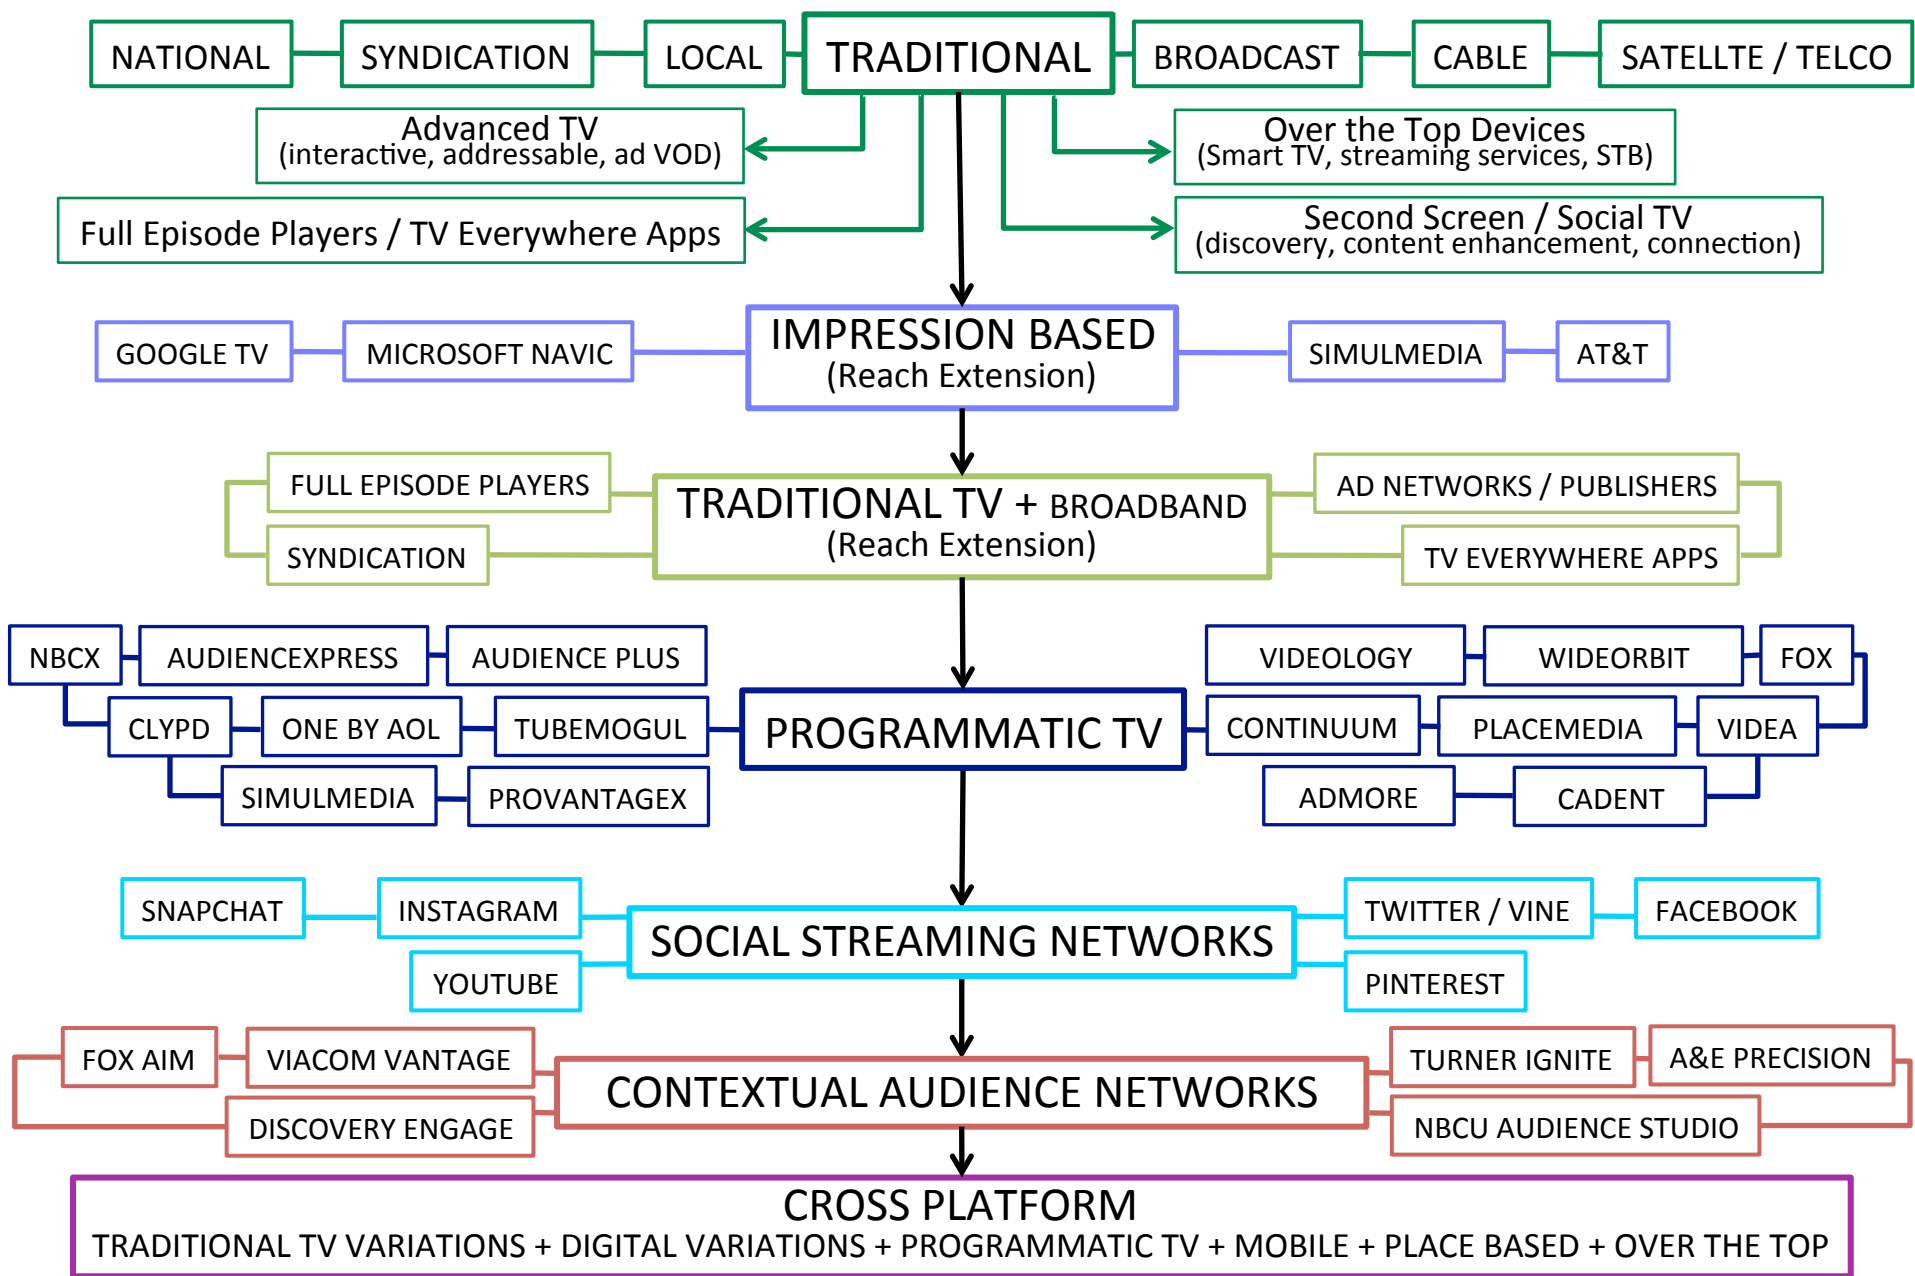 NATIONAL
SYNDICATION
LOCAL
TRADITIONAL
BROADCAST
CABLE
SATELLTE / TELCO
Advanced TV
(interactive, addressable, ad VOD)
Over the Top Devices
(Smart TV, streaming services, STB)
Full Episode Players / TV Everywhere Apps
Second Screen / Social TV
(discovery, content enhancement, connection)
GOOGLE TV
MICROSOFT NAVIC
IMPRESSION BASED
(Reach Extension)
SIMULMEDIA
AT&T
FULL EPISODE PLAYERS
SYNDICATION
TRADITIONAL TV + BROADBAND
(Reach Extension)
AD NETWORKS / PUBLISHERS
TV EVERYWHERE APPS
NBCX
AUDIENCEXPRESS
AUDIENCE PLUS
CLYPD
ONE BY AOL
TUBEMOGUL
SIMULMEDIA
PROVANTAGEX
PROGRAMMATIC TV
VIDEOLOGY
WIDEORBIT
FOX
CONTINUUM
PLACEMEDIA
VIDEA
ADMORE
CADENT
SNAPCHAT
INSTAGRAM
YOUTUBE
SOCIAL STREAMING NETWORKS
TWITTER / VINE
FACEBOOK
PINTEREST
FOX AIM
VIACOM VANTAGE
DISCOVERY ENGAGE
CONTEXTUAL AUDIENCE NETWORKS
TURNER IGNITE
A&E PRECISION
NBCU AUDIENCE STUDIO
CROSS PLATFORM
TRADITIONAL TV VARIATIONS + DIGITAL VARIATIONS + PROGRAMMATIC TV + MOBILE + PLACE BASED + OVER THE TOP